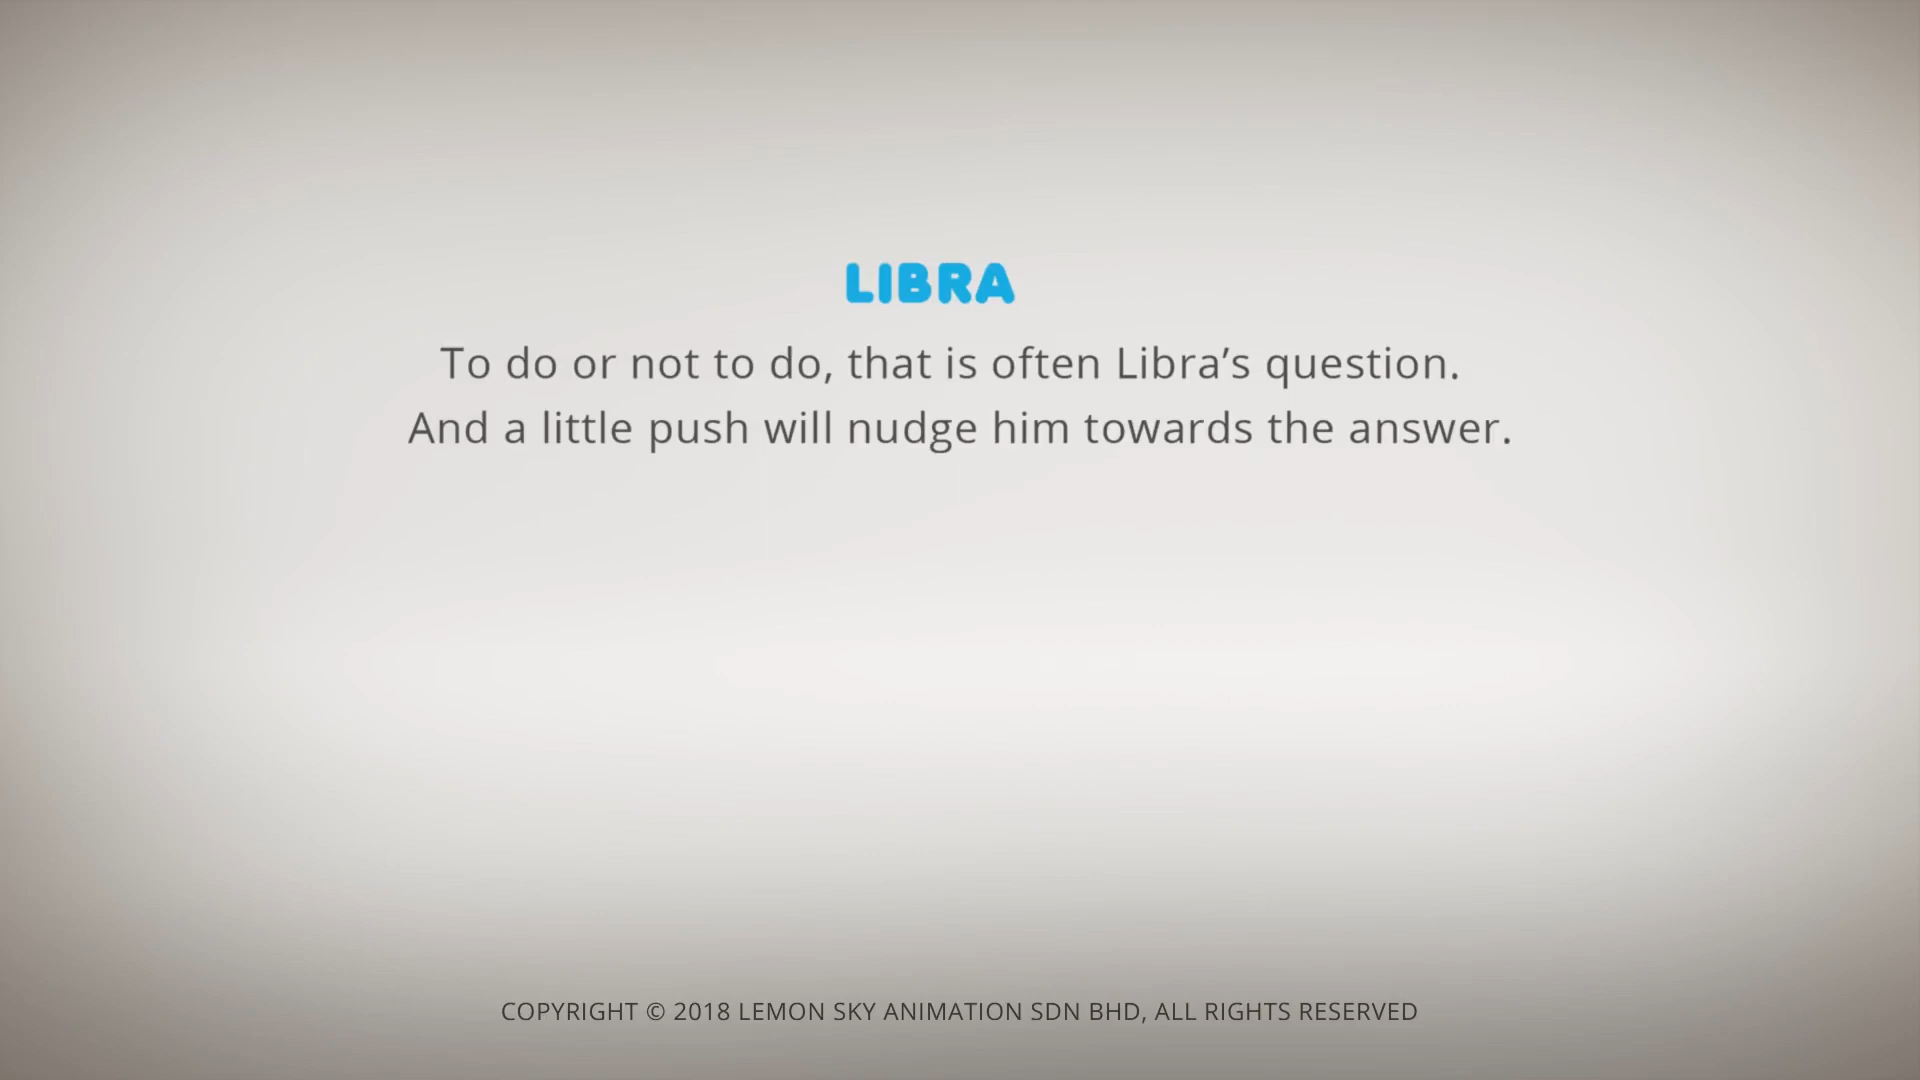 LIBRA
To do or not to do, that is often Libra’s question.
And a little push will nudge him towards the answer.
COPYRIGHT © 2018 LEMON SKY ANIMATION SDN BHD, ALL RIGHTS RESERVED